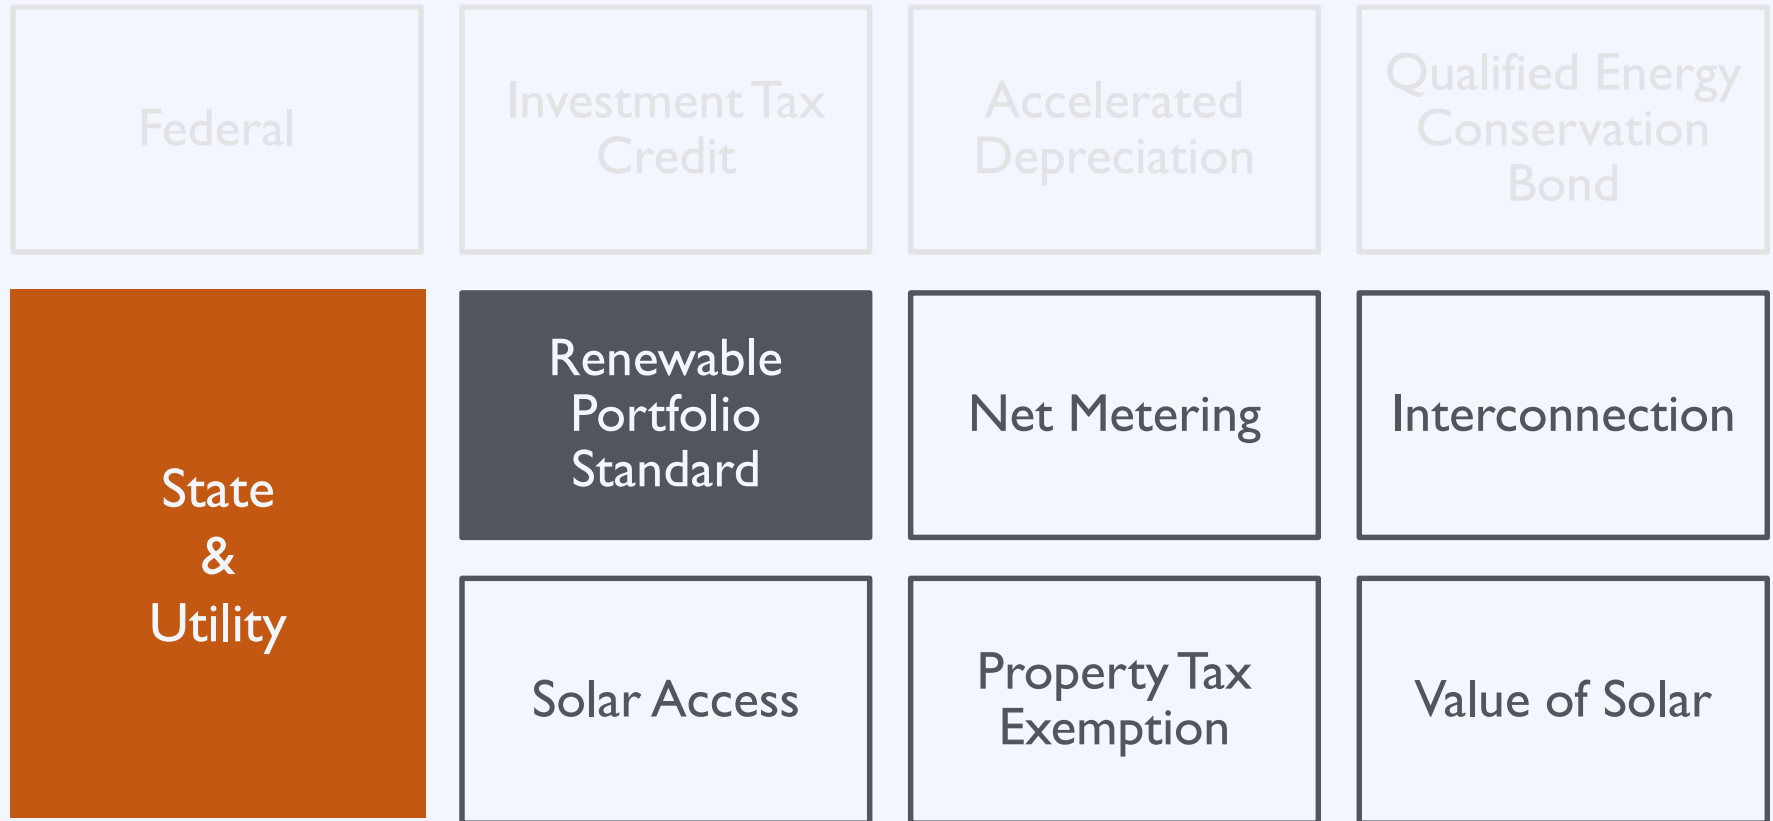 Federal
Investment Tax
Credit
Accelerated
Depreciation
Qualified Energy
Conservation
Bond
State
&
Utility
Renewable
Portfolio
Standard
Net Metering
Interconnection
Solar Access
Property Tax
Exemption
Value of Solar